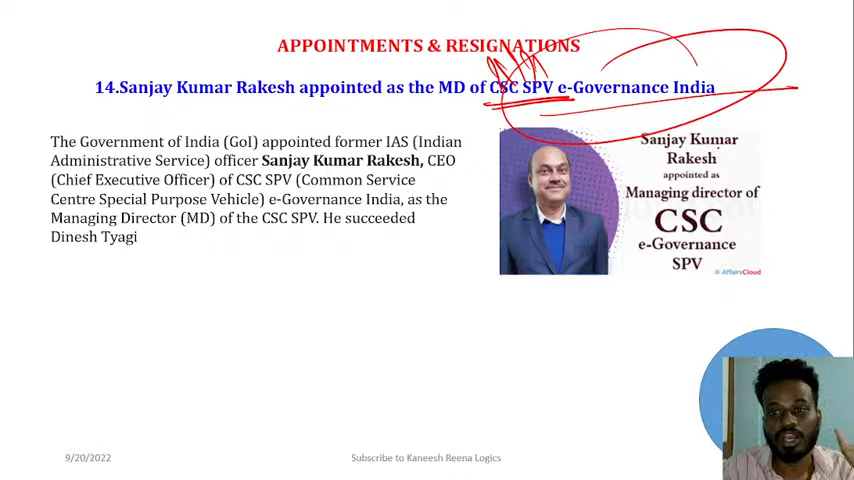 APPOINTMENTS & RESIGNATIONS
14.Sanjay Kumar Rakesh appointed as the MD of CSC SPV e-Governance India
The Government of India (GoI) appointed former IAS (Indian
Administrative Service) officer Sanjay Kumar Rakesh, CEO
(Chief Executive Officer) of CSC SPV (Common Service
Centre Special Purpose Vehicle) e-Governance India, as the
Managing Director (MD) of the CSC SPV. He succeeded
Dinesh Tyagi
Sanjay Kumar
Rakesh
appointed as
Managing director of
CSC
e-Governance
SPV
AffairsCloud
9/20/2022
Subscribe to Kaneesh Reena Logics